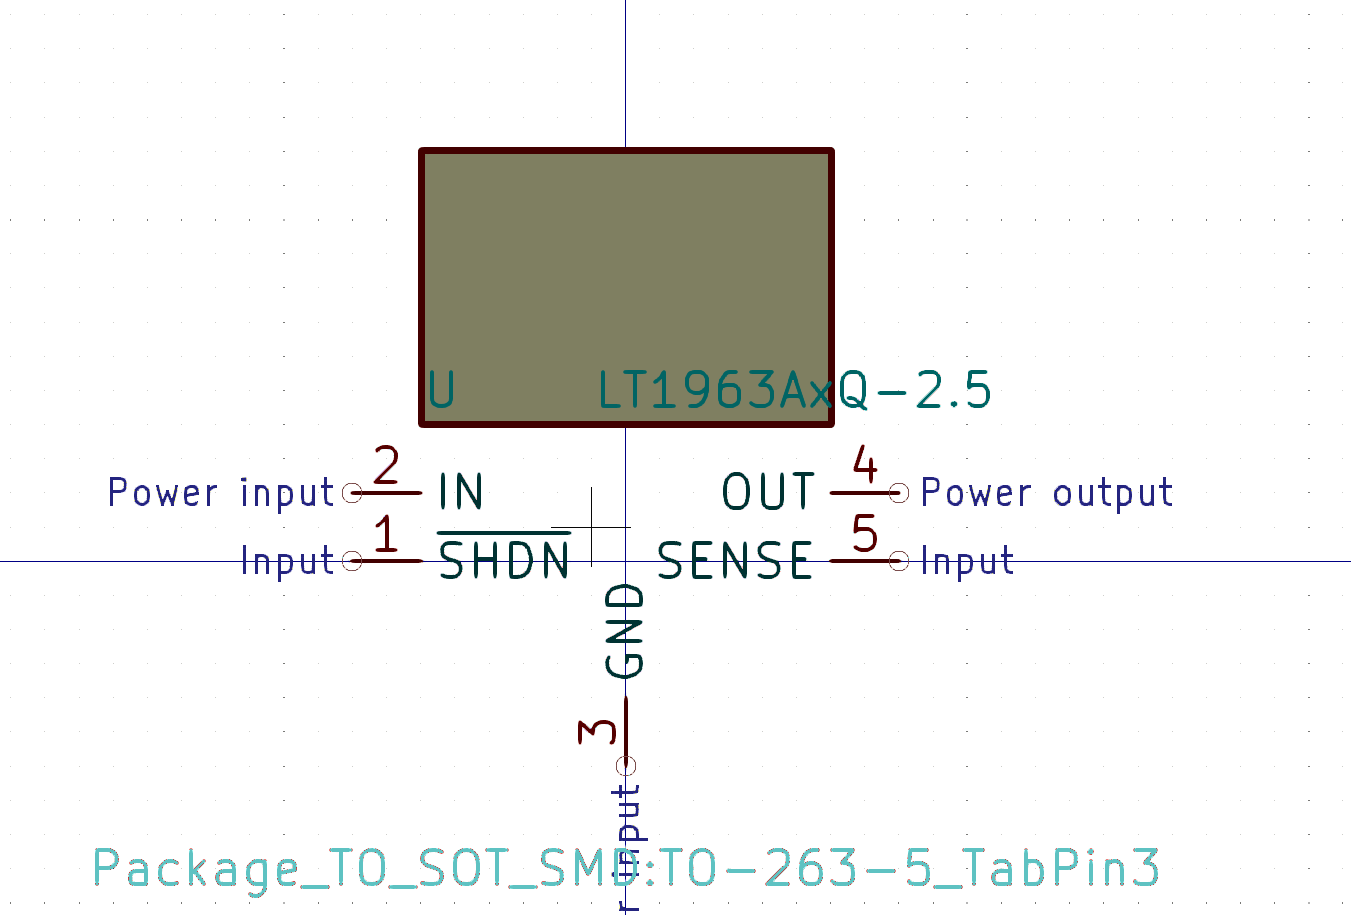 U LT1963AxQ-2.5
2 4
Power input IN OUT Power output
1 5
Input SHDN SENSE Input
GND
3
r input
Package_TO_SOT_SMD:TO-263-5_TabPin3